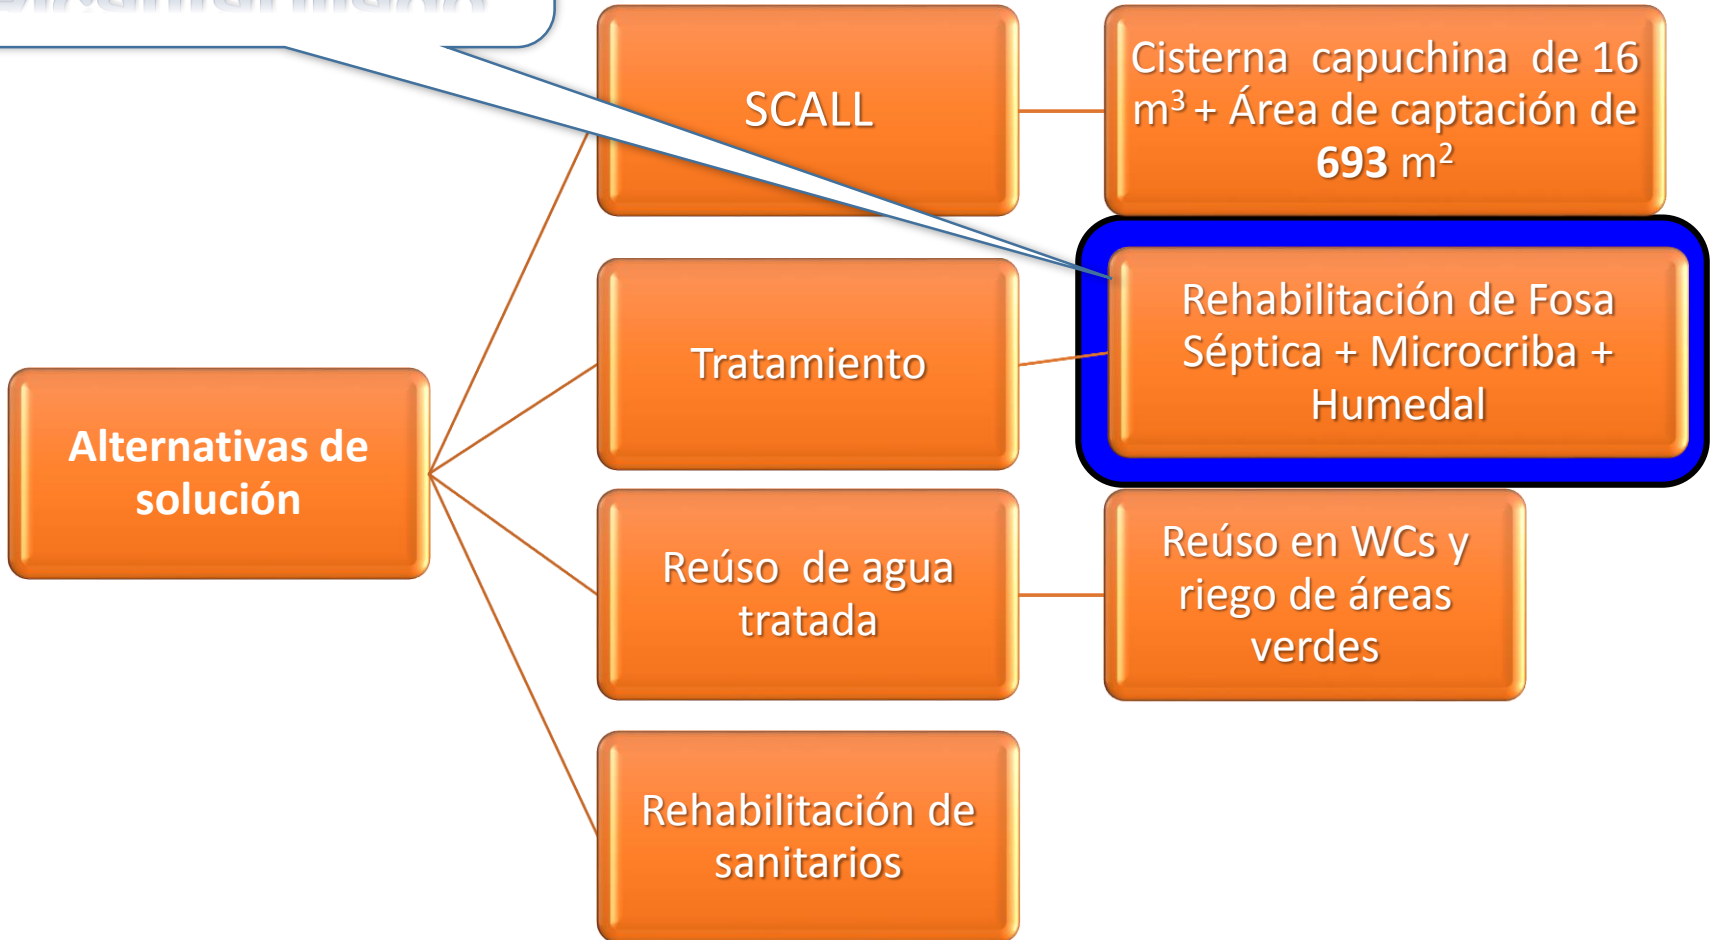 SCALL
Cisterna capuchina de 16
m³ + Área de captación de
693 m²
Tratamiento
Rehabilitación de Fosa
Séptica + Microcriba +
Humedal
Alternativas de
solución
Reúso de agua
tratada
Reúso en WCs y
riego de áreas
verdes
Rehabilitación de
sanitarios